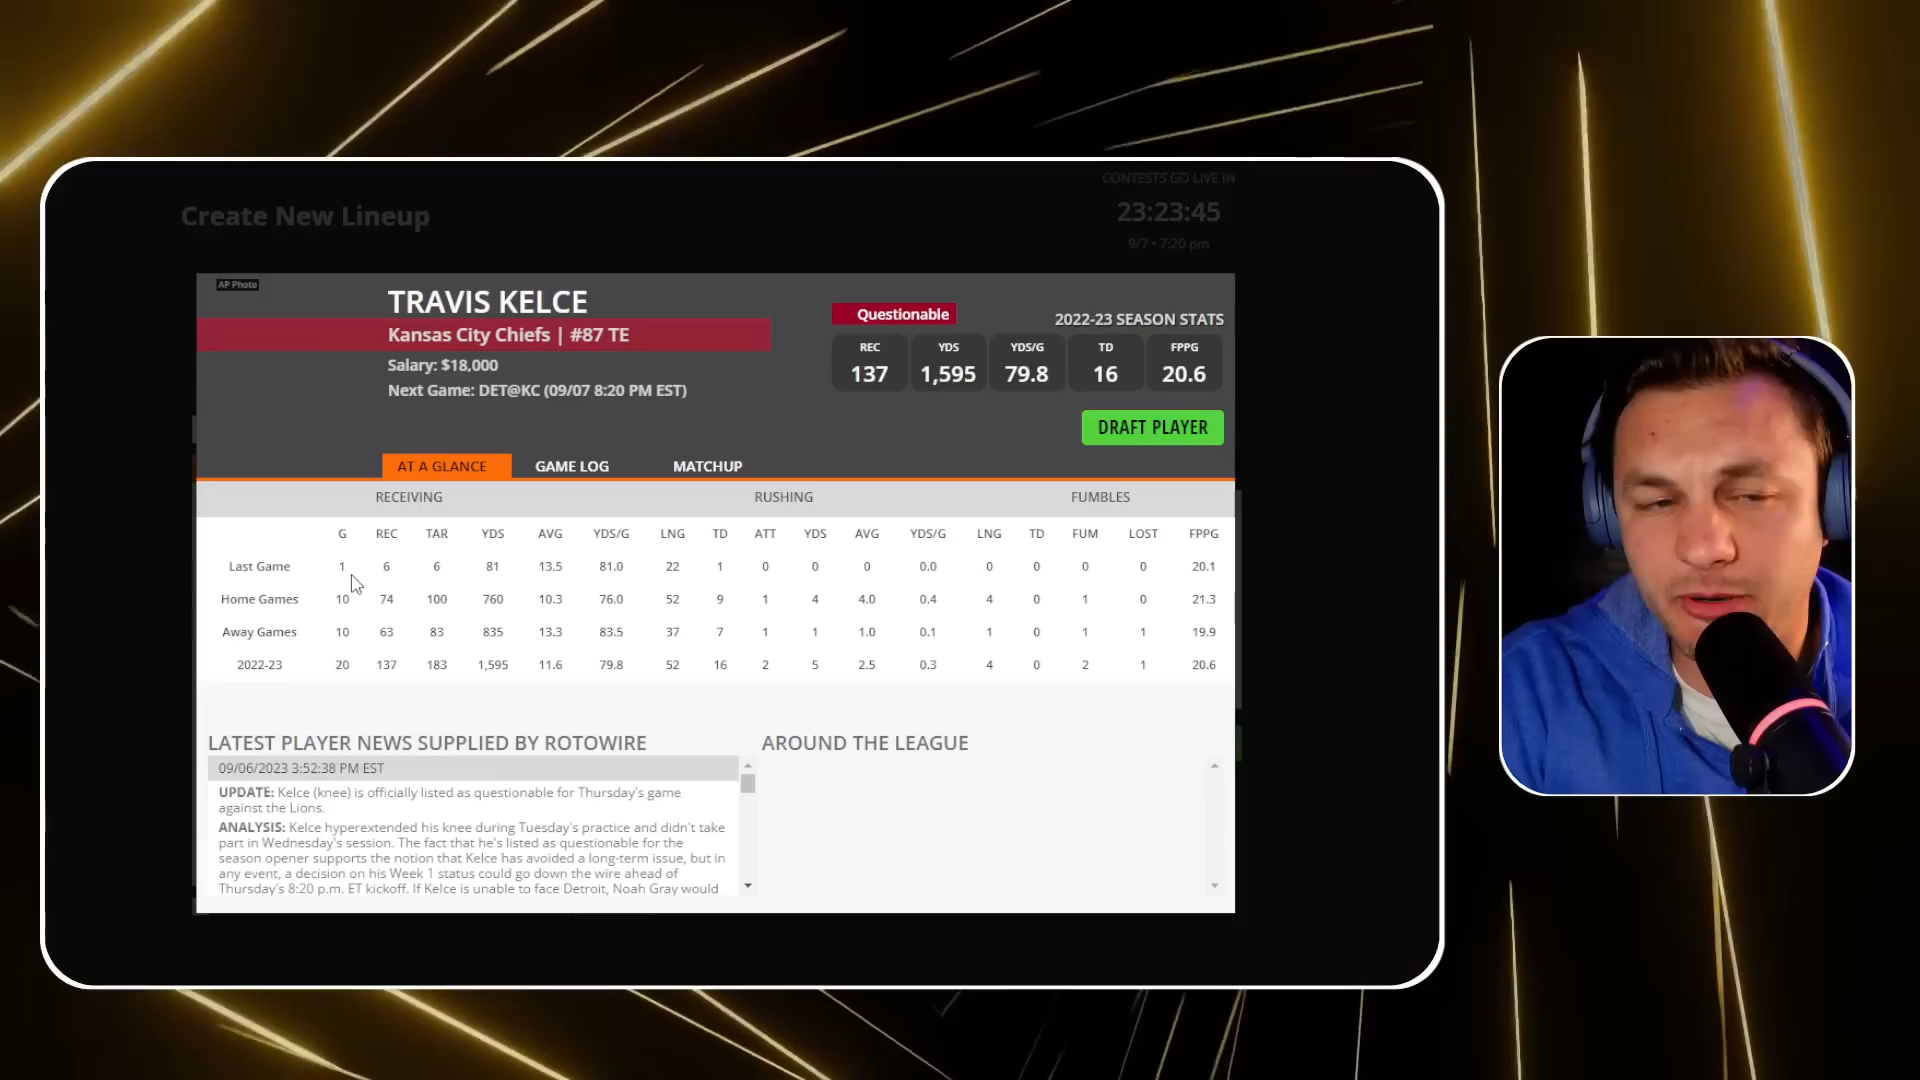 CONTESTS GO LIVE IN
Create New Lineup
23:23:45
9/7 • 7:20 pm
AP Photo
TRAVIS KELCE
Kansas City Chiefs | #87 TE
Salary: $18,000
Next Game: DET@KC (09/07 8:20 PM EST)
Questionable
2022-23 SEASON STATS
REC YDS YDS/G TD FPPG
137 1,595 79.8 16 20.6
DRAFT PLAYER
AT A GLANCE GAME LOG MATCHUP
RECEIVING RUSHING FUMBLES
G REC TAR YDS AVG YDS/G LNG TD ATT YDS AVG YDS/G LNG TD FUM LOST FPPG
Last Game 1 6 6 81 13.5 81.0 22 1 0 0 0 0.0 0 0 0 0 20.1
Home Games 10 74 100 760 10.3 76.0 52 9 1 4 4.0 0.4 4 0 1 0 21.3
Away Games 10 63 83 835 13.3 83.5 37 7 1 1 1.0 0.1 1 0 1 1 19.9
2022-23 20 137 183 1,595 11.6 79.8 52 16 2 5 2.5 0.3 4 0 2 1 20.6
LATEST PLAYER NEWS SUPPLIED BY ROTOWIRE
09/06/2023 3:52:38 PM EST
UPDATE: Kelce (knee) is officially listed as questionable for Thursday's game
against the Lions.
ANALYSIS: Kelce hyperextended his knee during Tuesday's practice and didn't take
part in Wednesday's session. The fact that he's listed as questionable for the
season opener supports the notion that Kelce has avoided a long-term issue, but in
any event, a decision on his Week 1 status could go down the wire ahead of
Thursday's 8:20 p.m. ET kickoff. If Kelce is unable to face Detroit, Noah Gray would
AROUND THE LEAGUE